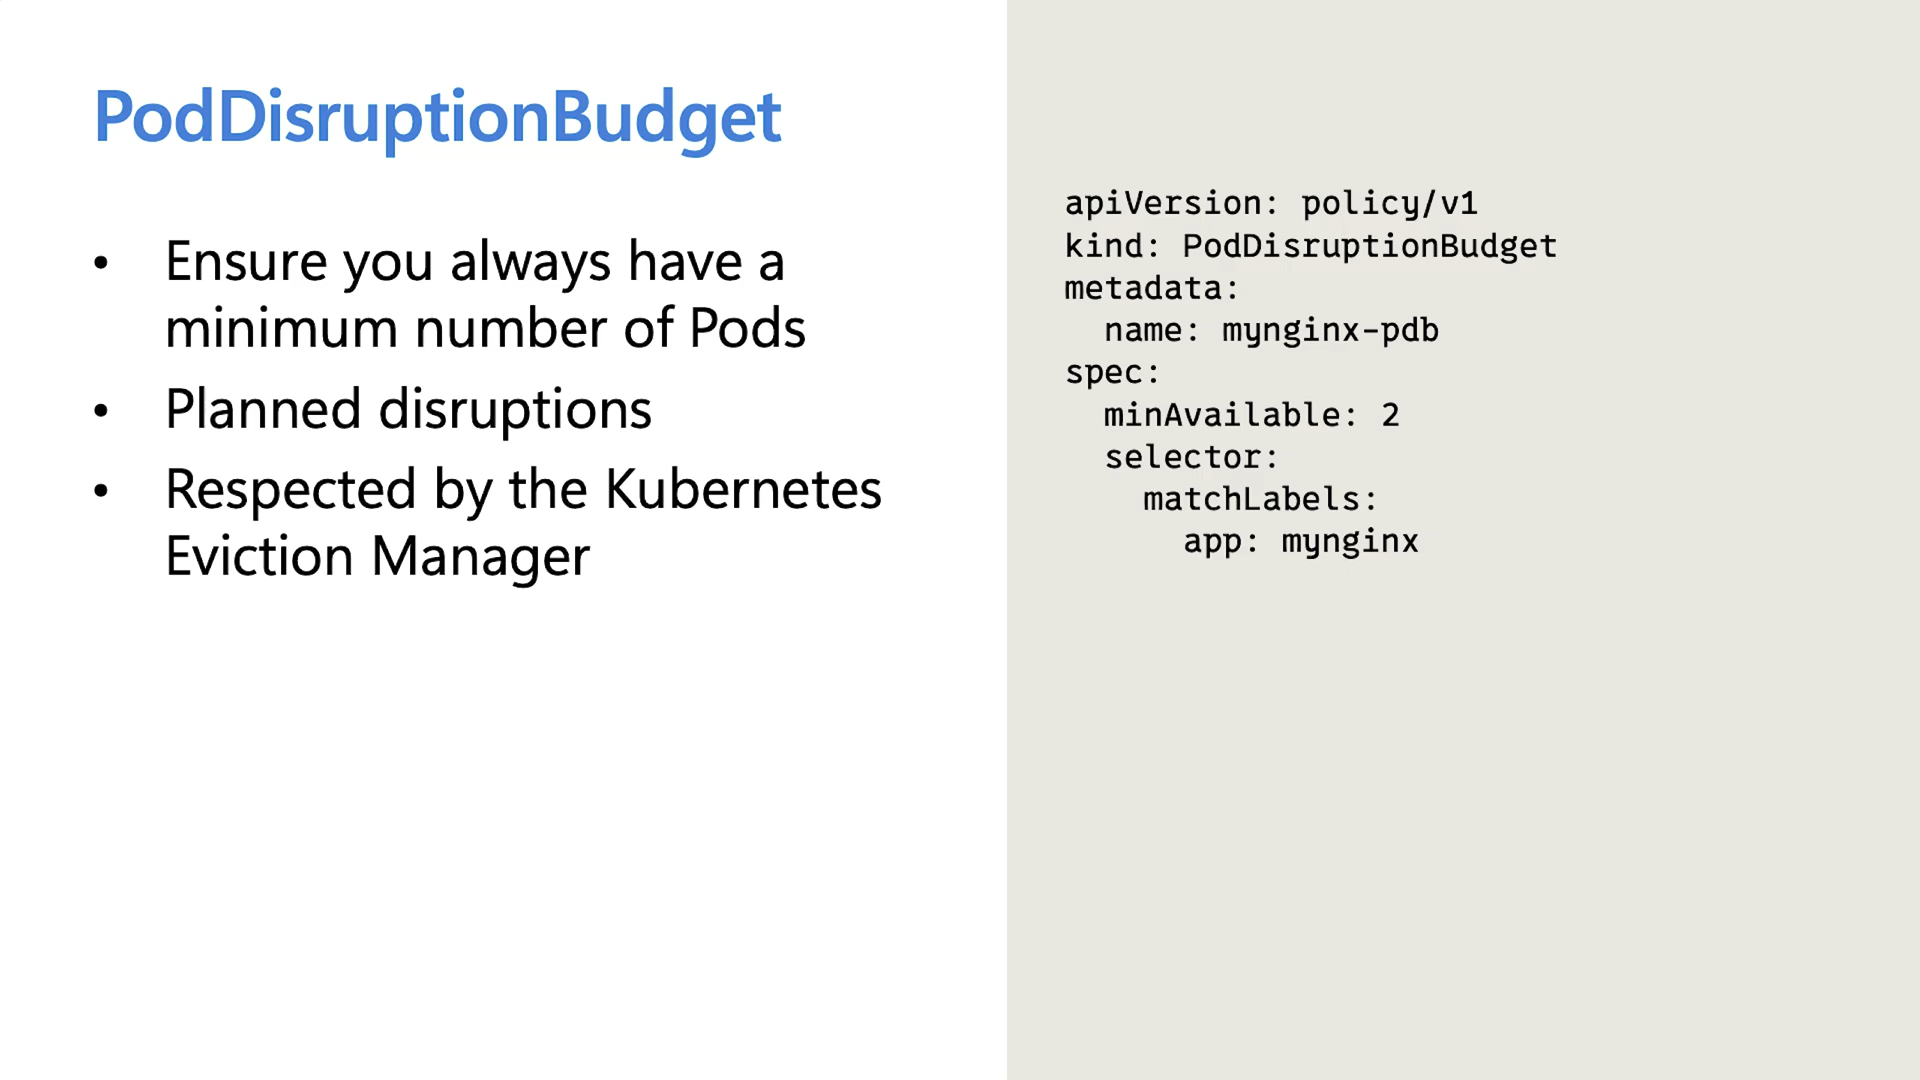 PodDisruptionBudget
• Ensure you always have a
minimum number of Pods
• Planned disruptions
• Respected by the Kubernetes
Eviction Manager
apiVersion: policy/v1
kind: PodDisruptionBudget
metadata:
  name: mynginx-pdb
spec:
  minAvailable: 2
  selector:
    matchLabels:
      app: mynginx